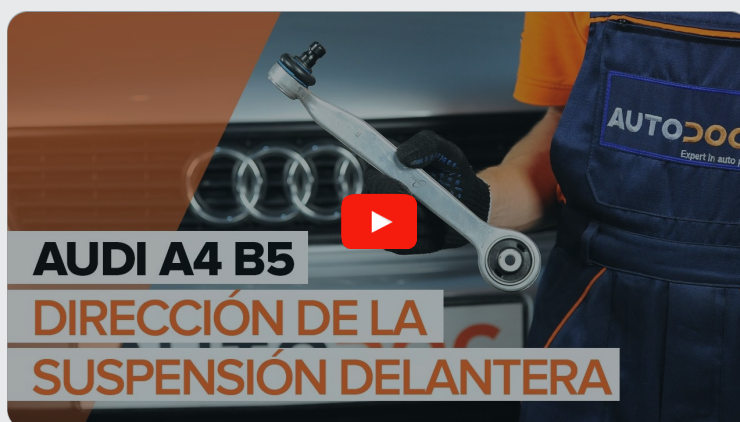 AUTODOC
Expert in auto
AUDI A4 B5
DIRECCIÓN DE LA
SUSPENSIÓN DELANTERA